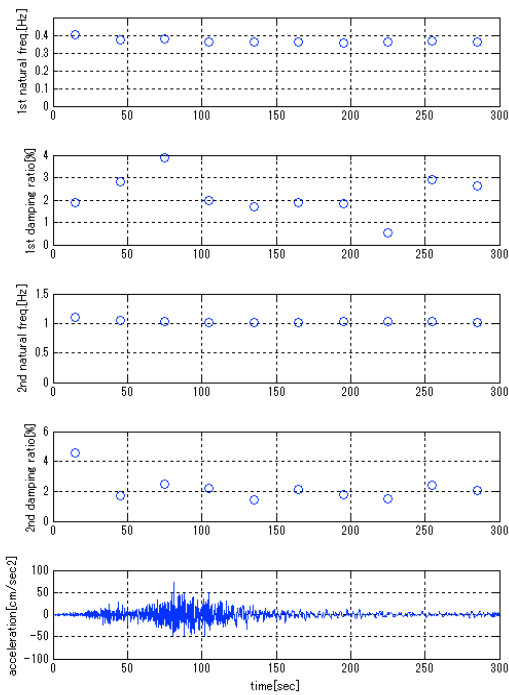 1st natural freq.[Hz]
0.4
0.3
0.2
0.1
0
0 50 100 150 200 250 300
1st damping ratio[%]
4
3
2
1
0
0 50 100 150 200 250 300
2nd natural freq.[Hz]
1.5
1
0.5
0
0 50 100 150 200 250 300
2nd damping ratio[%]
6
4
2
0
0 50 100 150 200 250 300
acceleration[cm/sec2]
100
50
0
-50
-100
0 50 100 150 200 250 300
time[sec]